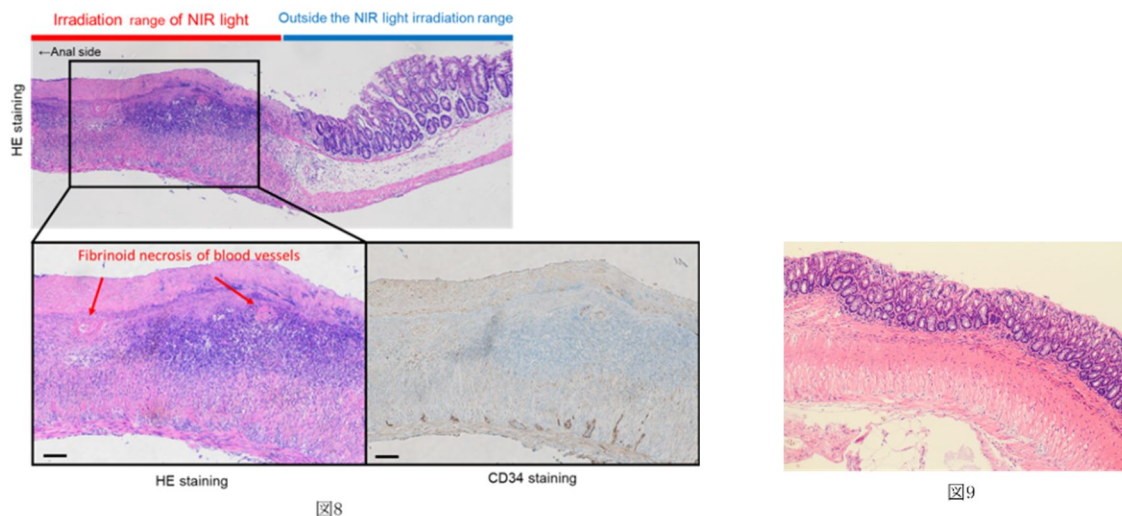 Irradiation range of NIR light
Outside the NIR light irradiation range
←Anal side
HE staining
Fibrinoid necrosis of blood vessels
HE staining
CD34 staining
図8
図9